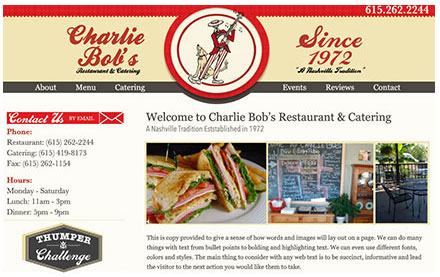 615.262.2244
Charlie Bob's
Restaurant & Catering
Since 1972
"A Nashville Tradition"
About Menu Catering Events Reviews Contact
Contact Us BY EMAIL
Phone:
Restaurant: (615) 262-2244
Catering: (615) 419-8173
Fax: (615) 262-1154
Hours:
Monday - Saturday
Lunch: 11am - 3pm
Dinner: 5pm - 9pm
THUMPER
&
Challenge
Welcome to Charlie Bob's Restaurant & Catering
A Nashville Tradition Eststablished in 1972
This is copy provided to give a sense of how words and images will lay out on a page. We can do many
things with text from bullet points to bolding and highlighting text. We can even use different fonts,
colors and styles. The main thing to consider with any web text is to be succinct, informative and lead
the visitor to the next action you would like them to take.